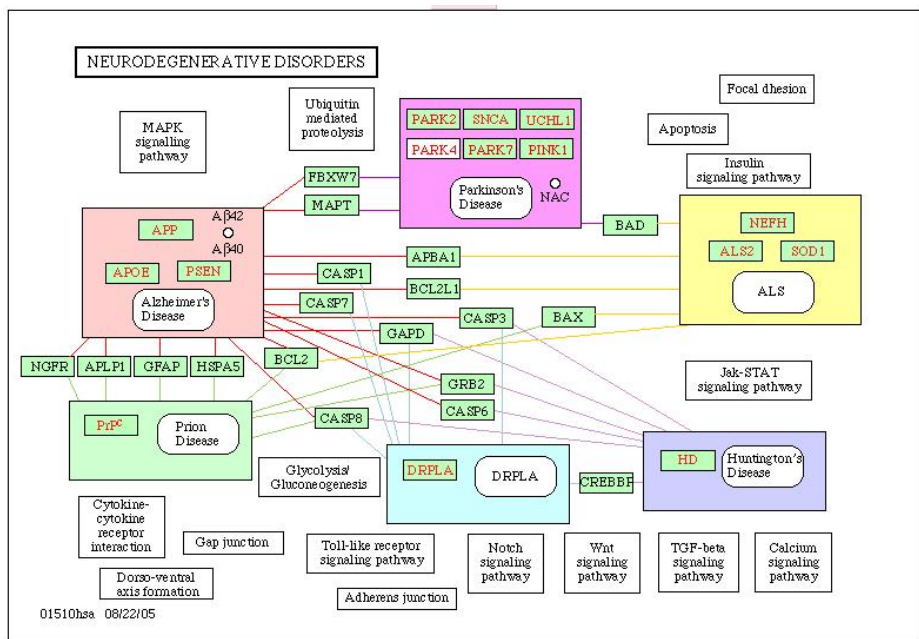 NEURODEGENERATIVE DISORDERS
Focal dhesion
MAPK
signalling
pathway
Ubiquitin
mediated
proteolysis
Apoptosis
Insulin
signaling pathway
PARK2
SNCA
UCHL1
PARK4
PARK7
PINK1
Parkinson's
Disease
NAC
FBXW7
MAPT
BAD
APP
Aβ42
Aβ40
APOE
PSEN
Alzheimer's
Disease
NEFH
ALS2
SOD1
ALS
APBA1
CASP1
BCL2L1
CASP7
CASP3
BAX
GAPD
BCL2
NGFR
APLP1
GFAP
HSPA5
GRB2
CASP6
CASP8
Jak-STAT
signaling pathway
PrPᶜ
Prion
Disease
Glycolysis/
Gluconeogenesis
DRPLA
DRPLA
CREBBP
HD
Huntington's
Disease
Cytokine-
cytokine
receptor
interaction
Gap junction
Toll-like receptor
signaling pathway
Notch
signaling
pathway
Wnt
signaling
pathway
TGF-beta
signaling
pathway
Calcium
signaling
pathway
Dorso-ventral
axis formation
Adherens junction
01510hsa 08/22/05